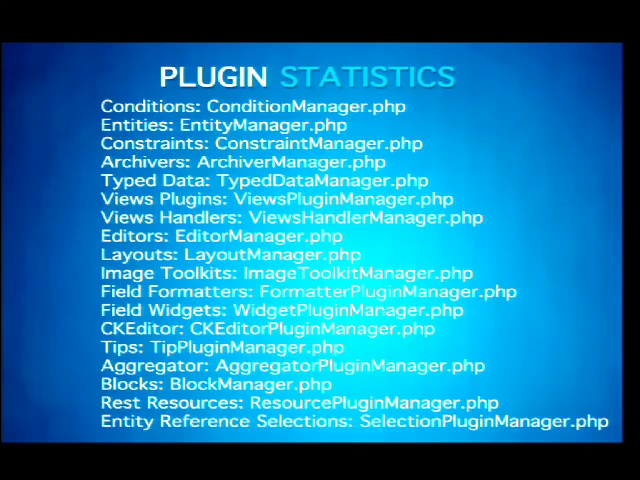 PLUGIN STATISTICS
Conditions: ConditionManager.php
Entities: EntityManager.php
Constraints: ConstraintManager.php
Archivers: ArchiverManager.php
Typed Data: TypedDataManager.php
Views Plugins: ViewsPluginManager.php
Views Handlers: ViewsHandlerManager.php
Editors: EditorManager.php
Layouts: LayoutManager.php
Image Toolkits: ImageToolkitManager.php
Field Formatters: FormatterPluginManager.php
Field Widgets: WidgetPluginManager.php
CKEditor: CKEditorPluginManager.php
Tips: TipPluginManager.php
Aggregator: AggregatorPluginManager.php
Blocks: BlockManager.php
Rest Resources: ResourcePluginManager.php
Entity Reference Selections: SelectionPluginManager.php